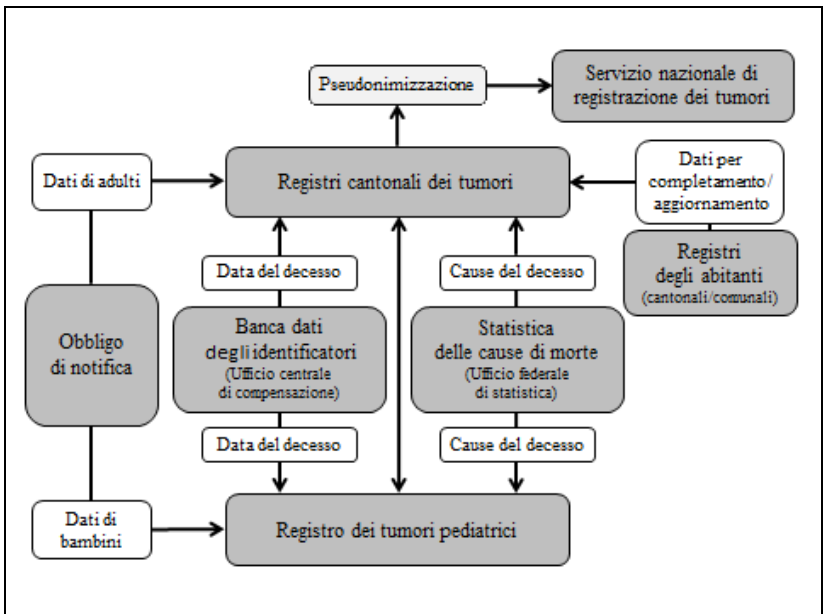 Pseudonimizzazione
Servizio nazionale di
registrazione dei tumori
Dati di adulti
Registri cantonali dei tumori
Dati per
completamento/
aggiornamento
Registri
degli abitanti
(cantonali/comunali)
Data del decesso
Cause del decesso
Obbligo
di notifica
Banca dati
degli identificatori
(Ufficio centrale
di compensazione)
Statistica
delle cause di morte
(Ufficio federale
di statistica)
Data del decesso
Cause del decesso
Dati di
bambini
Registro dei tumori pediatrici